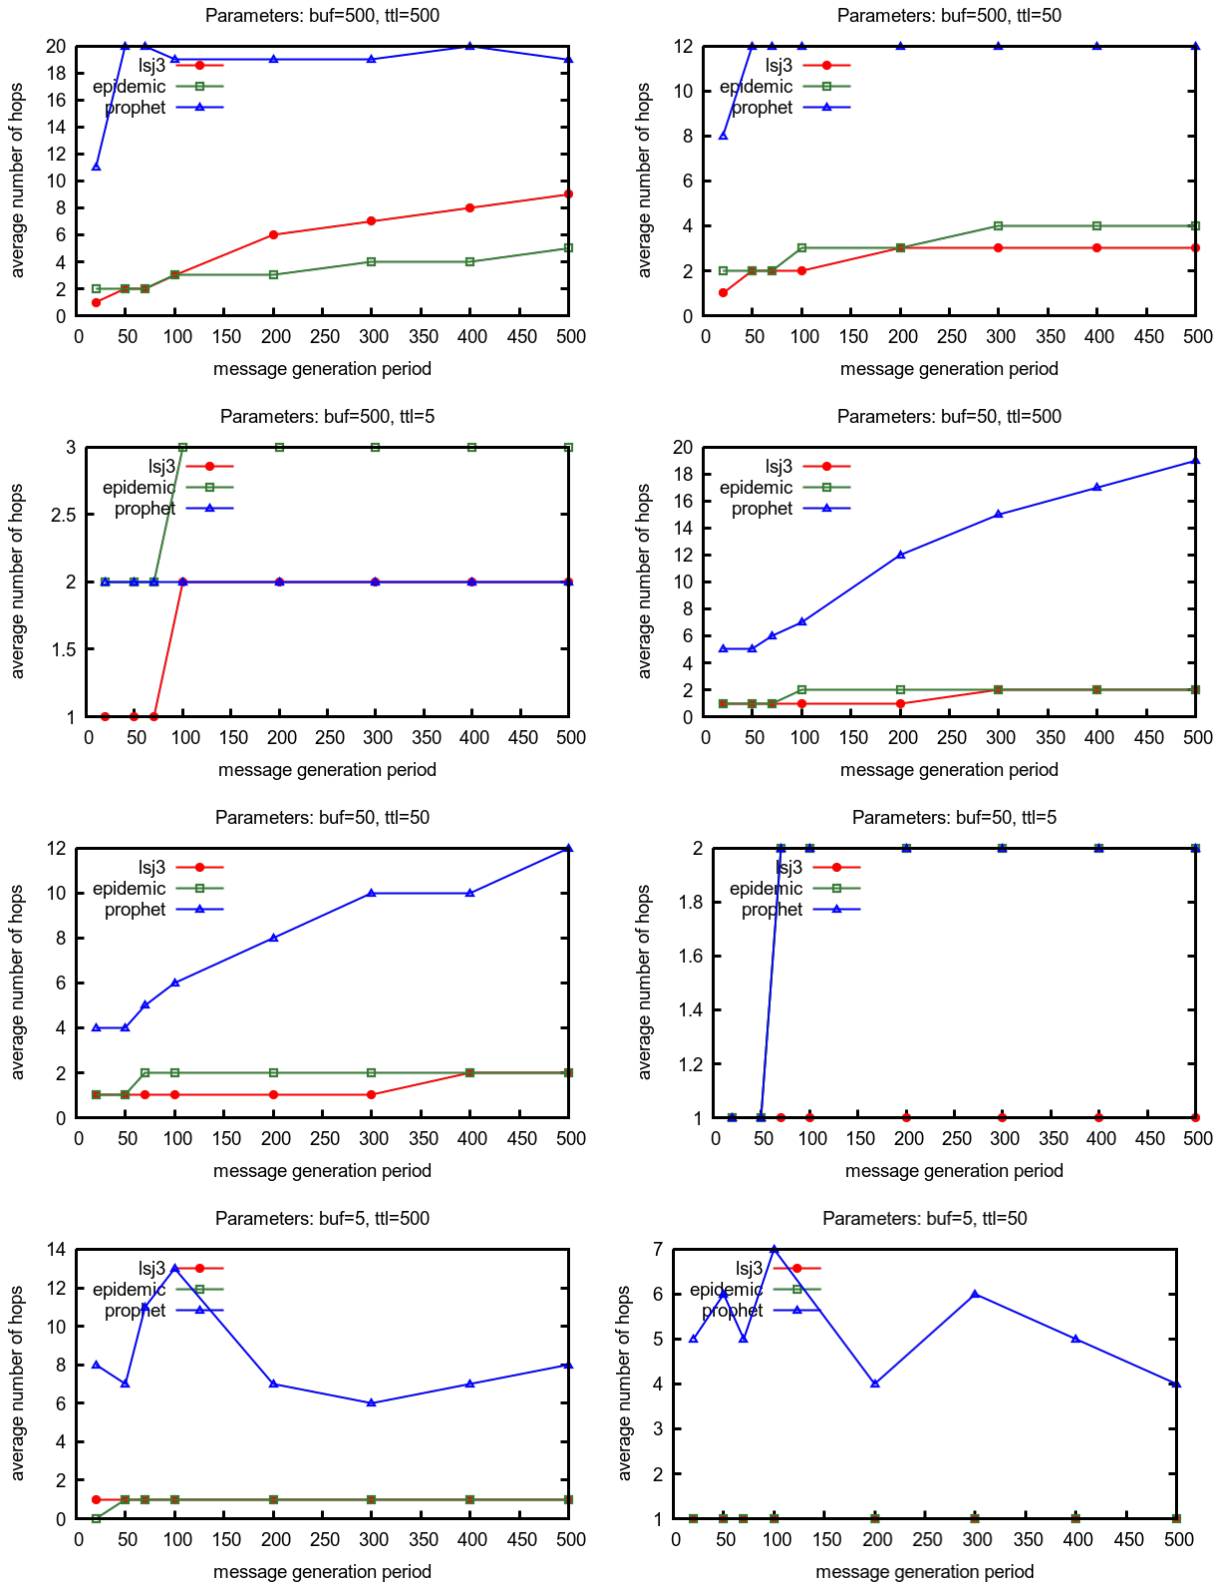 Parameters: buf=500, ttl=500
average number of hops
20
18
16
14
12
10
8
6
4
2
0
lsj3
epidemic
prophet
0 50 100 150 200 250 300 350 400 450 500
message generation period
Parameters: buf=500, ttl=50
average number of hops
12
10
8
6
4
2
0
lsj3
epidemic
prophet
0 50 100 150 200 250 300 350 400 450 500
message generation period
Parameters: buf=500, ttl=5
average number of hops
3
2.5
2
1.5
1
lsj3
epidemic
prophet
0 50 100 150 200 250 300 350 400 450 500
message generation period
Parameters: buf=50, ttl=500
average number of hops
20
18
16
14
12
10
8
6
4
2
0
lsj3
epidemic
prophet
0 50 100 150 200 250 300 350 400 450 500
message generation period
Parameters: buf=50, ttl=50
average number of hops
12
10
8
6
4
2
0
lsj3
epidemic
prophet
0 50 100 150 200 250 300 350 400 450 500
message generation period
Parameters: buf=50, ttl=5
average number of hops
2
1.8
1.6
1.4
1.2
1
lsj3
epidemic
prophet
0 50 100 150 200 250 300 350 400 450 500
message generation period
Parameters: buf=5, ttl=500
average number of hops
14
12
10
8
6
4
2
0
lsj3
epidemic
prophet
0 50 100 150 200 250 300 350 400 450 500
message generation period
Parameters: buf=5, ttl=50
average number of hops
7
6
5
4
3
2
1
lsj3
epidemic
prophet
0 50 100 150 200 250 300 350 400 450 500
message generation period